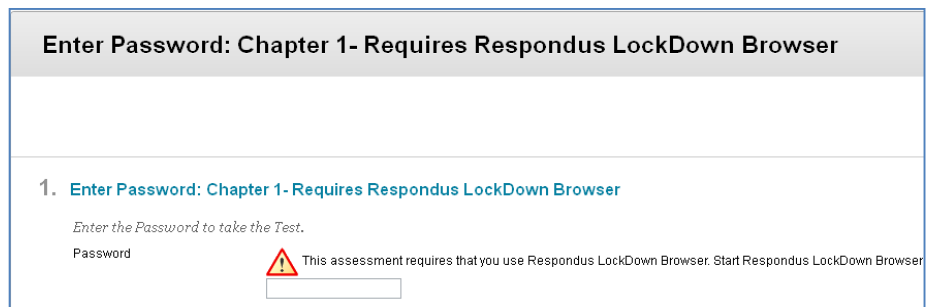 Enter Password: Chapter 1- Requires Respondus LockDown Browser
1. Enter Password: Chapter 1- Requires Respondus LockDown Browser
Enter the Password to take the Test.
Password This assessment requires that you use Respondus LockDown Browser. Start Respondus LockDown Browser